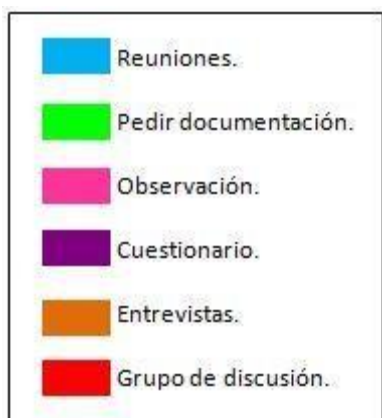 Reuniones.
Pedir documentación.
Observación.
Cuestionario.
Entrevistas.
Grupo de discusión.